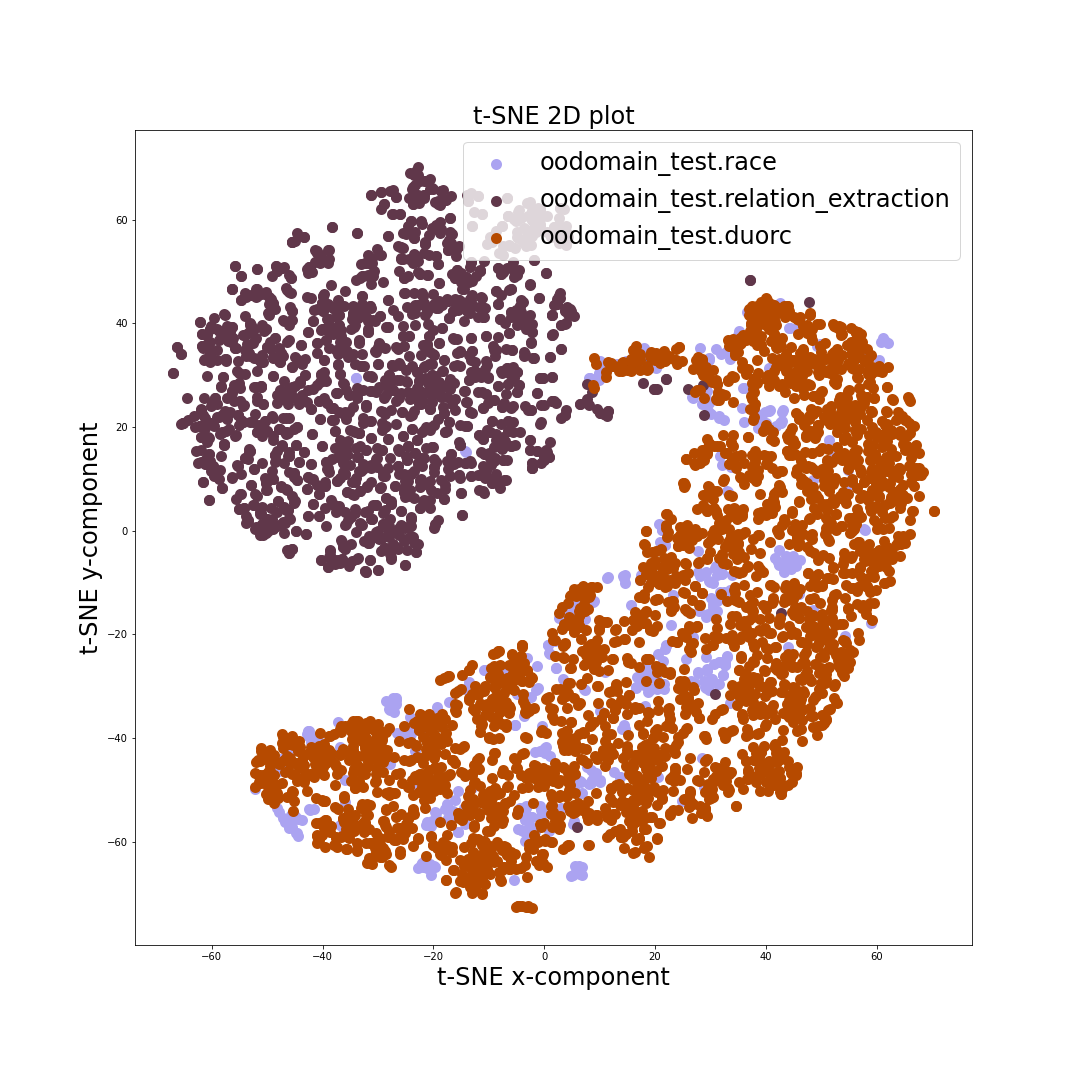 t-SNE 2D plot
oodomain_test.race
oodomain_test.relation_extraction
oodomain_test.duorc
60
40
20
0
−20
−40
−60
t-SNE y-component
−60
−40
−20
0
20
40
60
t-SNE x-component